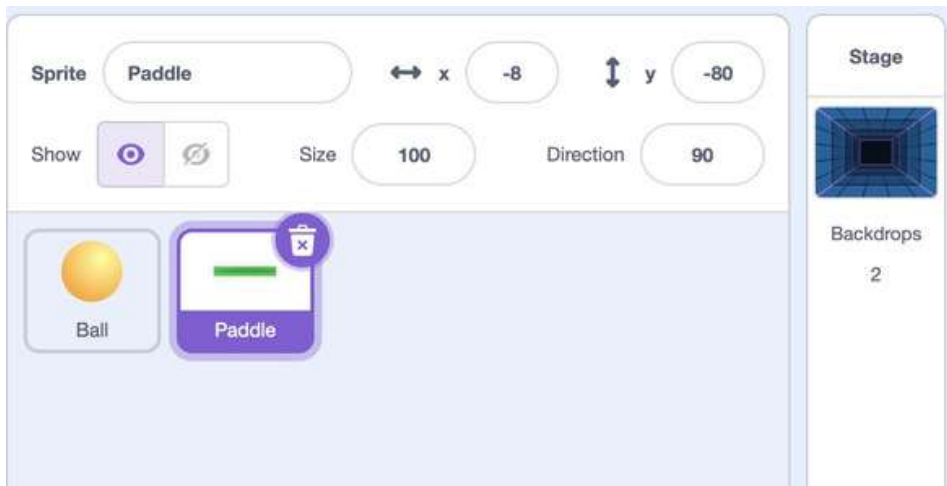 Sprite Paddle x -8 y -80
Show Size 100 Direction 90
Ball
Paddle
Stage
Backdrops
2